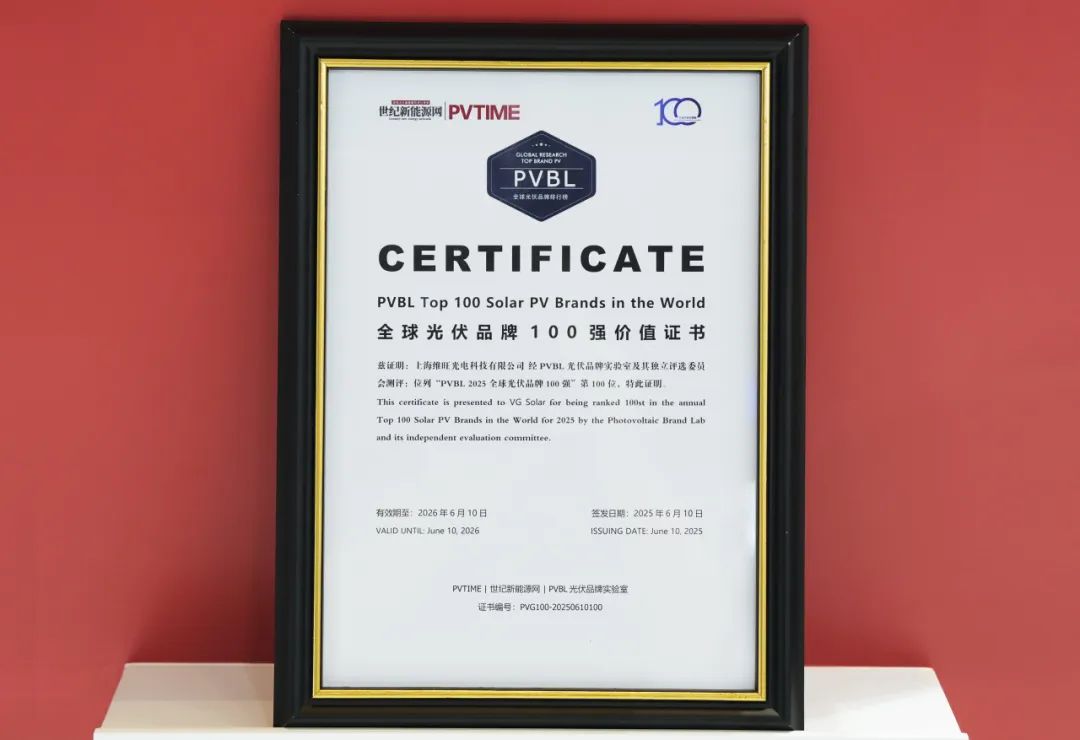 世纪新能源网 PVTIME
100
GLOBAL RESEARCH
TOP BRAND PV
PVBL
全球光伏品牌排行榜
CERTIFICATE
PVBL Top 100 Solar PV Brands in the World
全球光伏品牌100强价值证书
兹证明：上海维旺光电科技有限公司 经 PVBL 光伏品牌实验室及其独立评选委员
会测评：位列“PVBL 2025 全球光伏品牌 100 强”第 100 位，特此证明。
This certificate is presented to VG Solar for being ranked 100st in the annual
Top 100 Solar PV Brands in the World for 2025 by the Photovoltaic Brand Lab
and its independent evaluation committee.
有效期至：2026 年 6 月 10 日 签发日期：2025 年 6 月 10 日
VALID UNTIL: June 10, 2026 ISSUING DATE: June 10, 2025
PVTIME | 世纪新能源网 | PVBL 光伏品牌实验室
证书编号：PVG100-20250610100